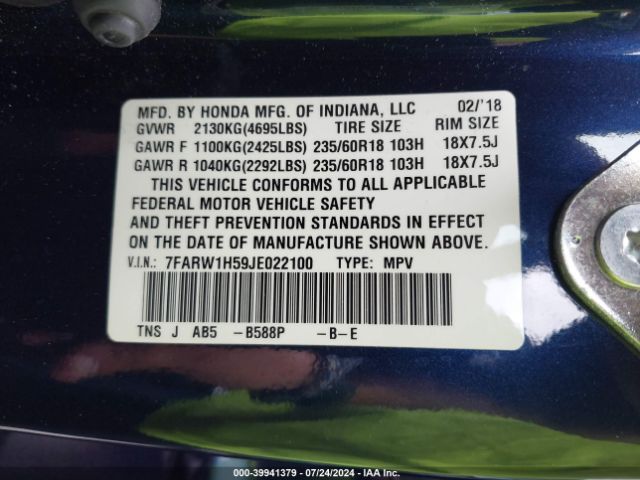 MFD. BY HONDA MFG. OF INDIANA, LLC 02/'18
GVWR 2130KG(4695LBS) TIRE SIZE RIM SIZE
GAWR F 1100KG(2425LBS) 235/60R18 103H 18X7.5J
GAWR R 1040KG(2292LBS) 235/60R18 103H 18X7.5J
THIS VEHICLE CONFORMS TO ALL APPLICABLE
FEDERAL MOTOR VEHICLE SAFETY
AND THEFT PREVENTION STANDARDS IN EFFECT
ON THE DATE OF MANUFACTURE SHOWN ABOVE.
V.I.N.: 7FARW1H59JE022100 TYPE: MPV
TNS J AB5 -B588P -B-E
000-39941379 | 07/24/2024 | IAA Inc.